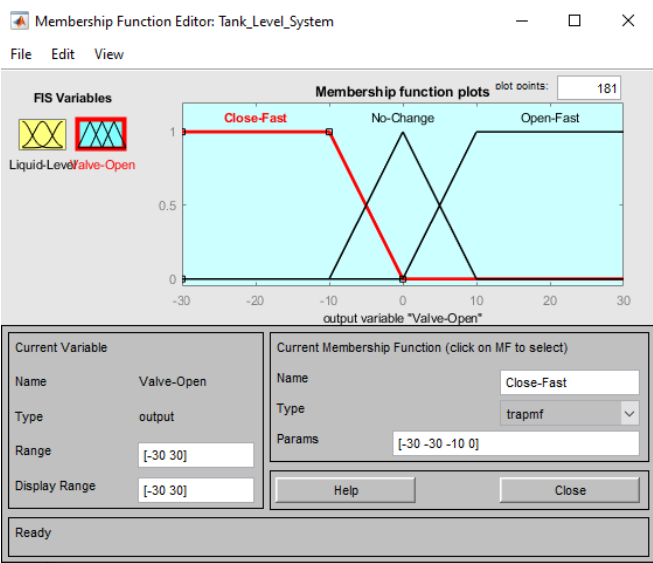 Membership Function Editor: Tank_Level_System
File Edit View
FIS Variables
Liquid-Level
Valve-Open
Membership function plots
plot points:
181
Close-Fast No-Change Open-Fast
1
0.5
0
-30 -20 -10 0 10 20 30
output variable "Valve-Open"
Current Variable
Name Valve-Open
Type output
Range [-30 30]
Display Range [-30 30]
Current Membership Function (click on MF to select)
Name Close-Fast
Type trapmf
Params [-30 -30 -10 0]
Help Close
Ready